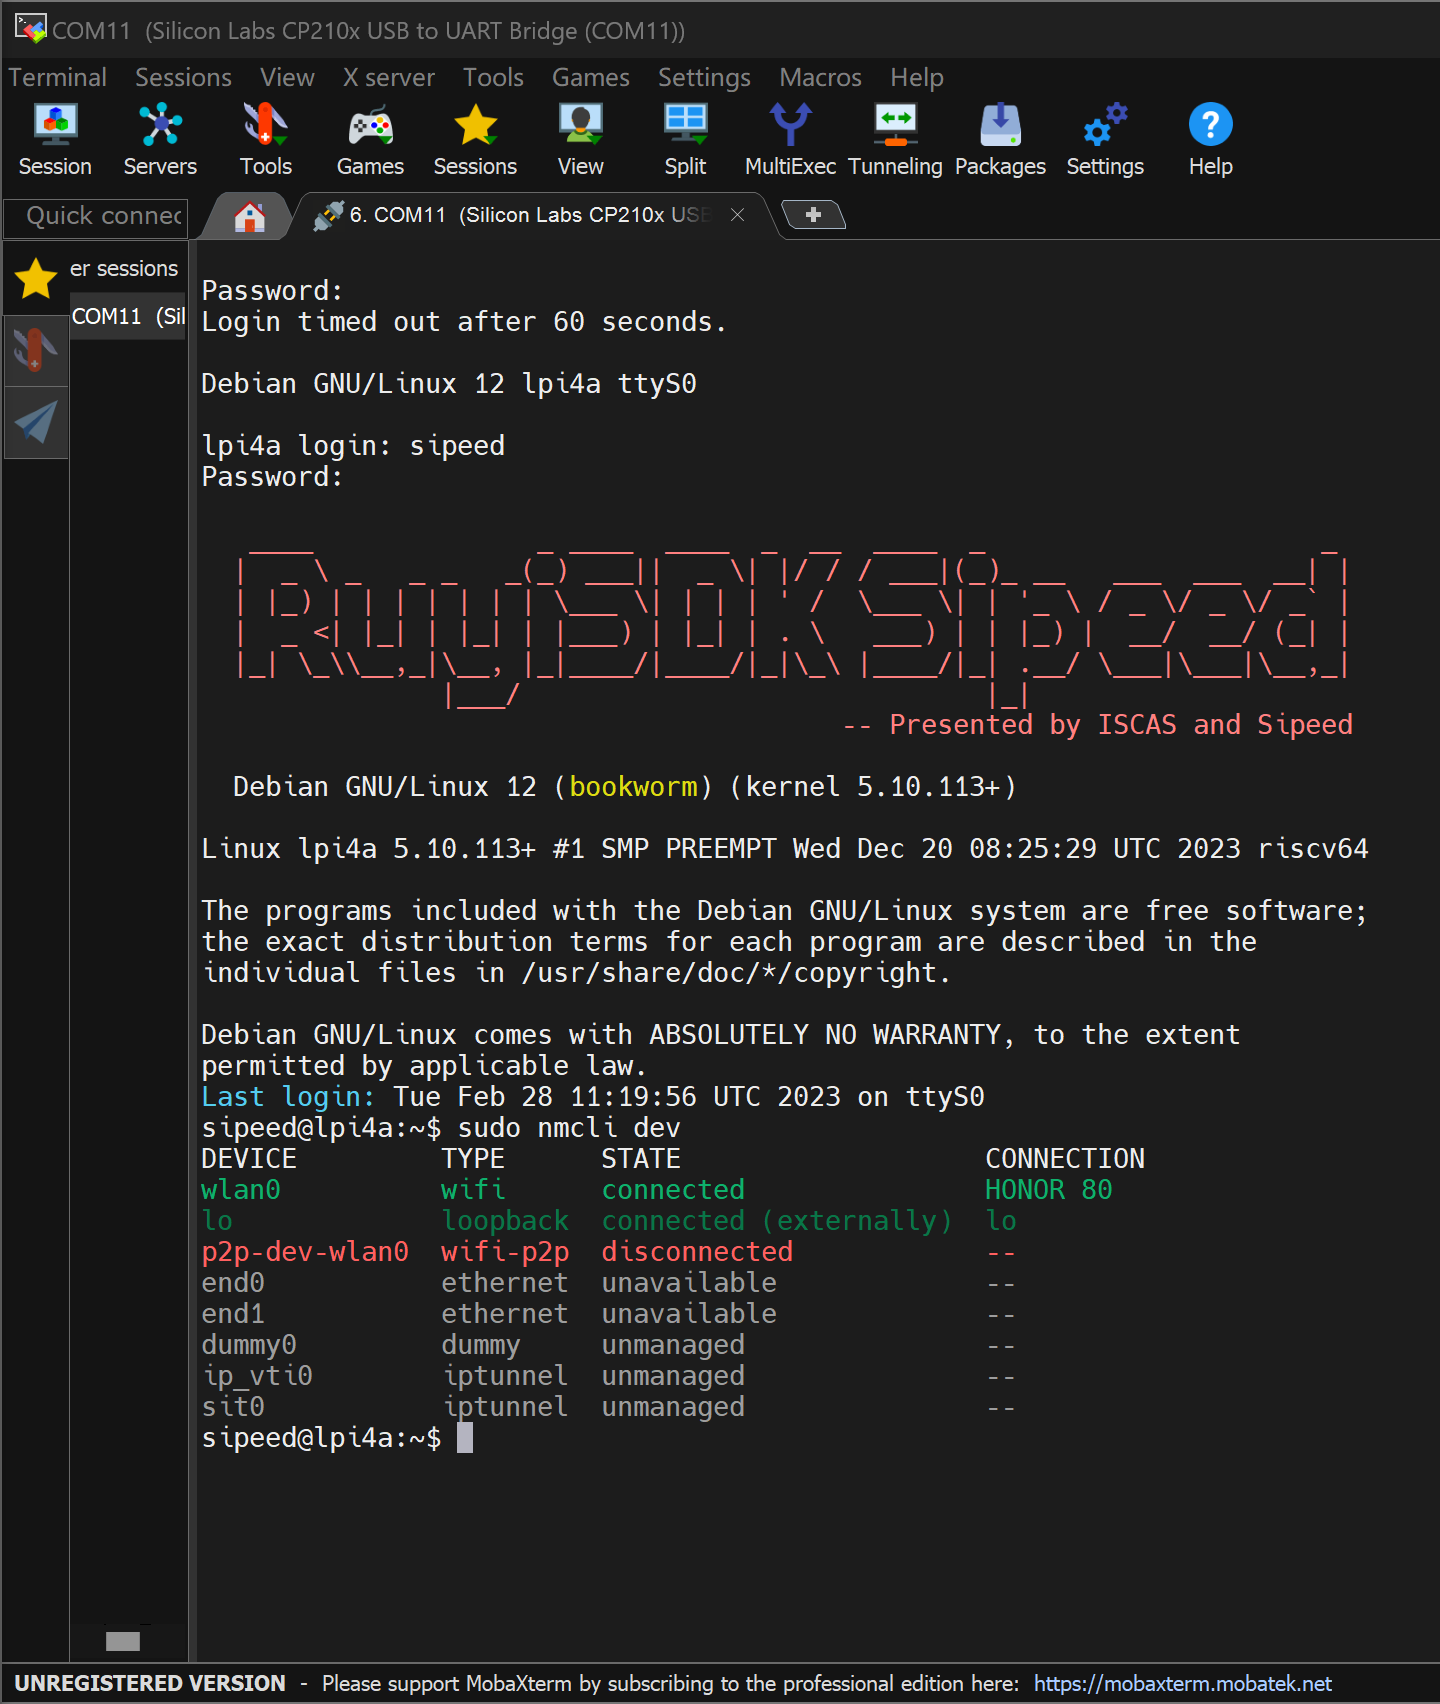 COM11  (Silicon Labs CP210x USB to UART Bridge (COM11))
Terminal  Sessions  View  X server  Tools  Games  Settings  Macros  Help
Session  Servers  Tools  Games  Sessions  View  Split  MultiExec  Tunneling  Packages  Settings  Help
Quick connec
6. COM11  (Silicon Labs CP210x USB
er sessions
COM11  (Sil
Password:
Login timed out after 60 seconds.
Debian GNU/Linux 12 lpi4a ttyS0
lpi4a login: sipeed
Password:
RuyiSDK Sipeed
-- Presented by ISCAS and Sipeed
Debian GNU/Linux 12 (bookworm) (kernel 5.10.113+)
Linux lpi4a 5.10.113+ #1 SMP PREEMPT Wed Dec 20 08:25:29 UTC 2023 riscv64
The programs included with the Debian GNU/Linux system are free software;
the exact distribution terms for each program are described in the
individual files in /usr/share/doc/*/copyright.
Debian GNU/Linux comes with ABSOLUTELY NO WARRANTY, to the extent
permitted by applicable law.
Last login: Tue Feb 28 11:19:56 UTC 2023 on ttyS0
sipeed@lpi4a:~$ sudo nmcli dev
DEVICE         TYPE      STATE                   CONNECTION
wlan0          wifi      connected               HONOR 80
lo             loopback  connected (externally)  lo
p2p-dev-wlan0  wifi-p2p  disconnected            --
end0           ethernet  unavailable             --
end1           ethernet  unavailable             --
dummy0         dummy     unmanaged               --
ip_vti0        iptunnel  unmanaged               --
sit0           iptunnel  unmanaged               --
sipeed@lpi4a:~$
UNREGISTERED VERSION  -  Please support MobaXterm by subscribing to the professional edition here:  https://mobaxterm.mobatek.net